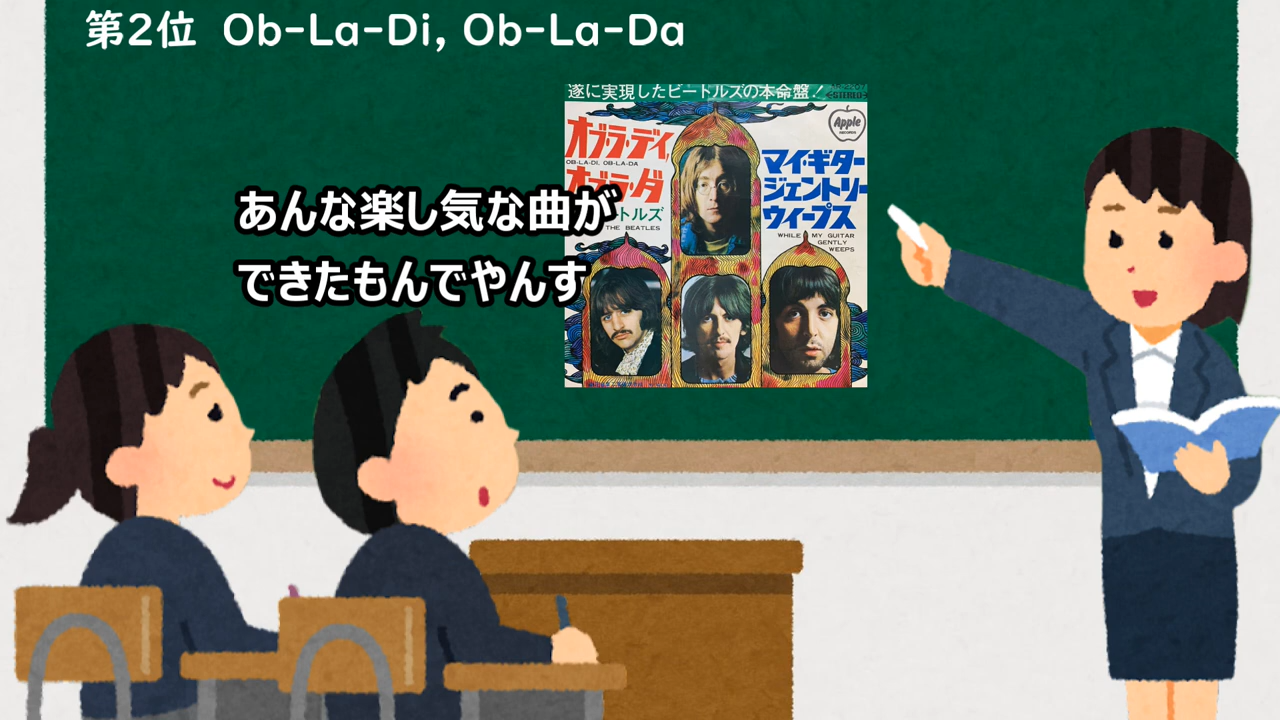 第2位 Ob-La-Di, Ob-La-Da
遂に実現したビートルズの本命盤!
STEREO
Apple
RECORDS
オブ・ラ・ディ,
OB-LA-DI, OB-LA-DA
オブラ・ダ
トルズ
THE BEATLES
マイ・ギター
ジェントリー
ウィープス
WHILE MY GUITAR
GENTLY
WEEPS
あんな楽し気な曲が
できたもんでやんす